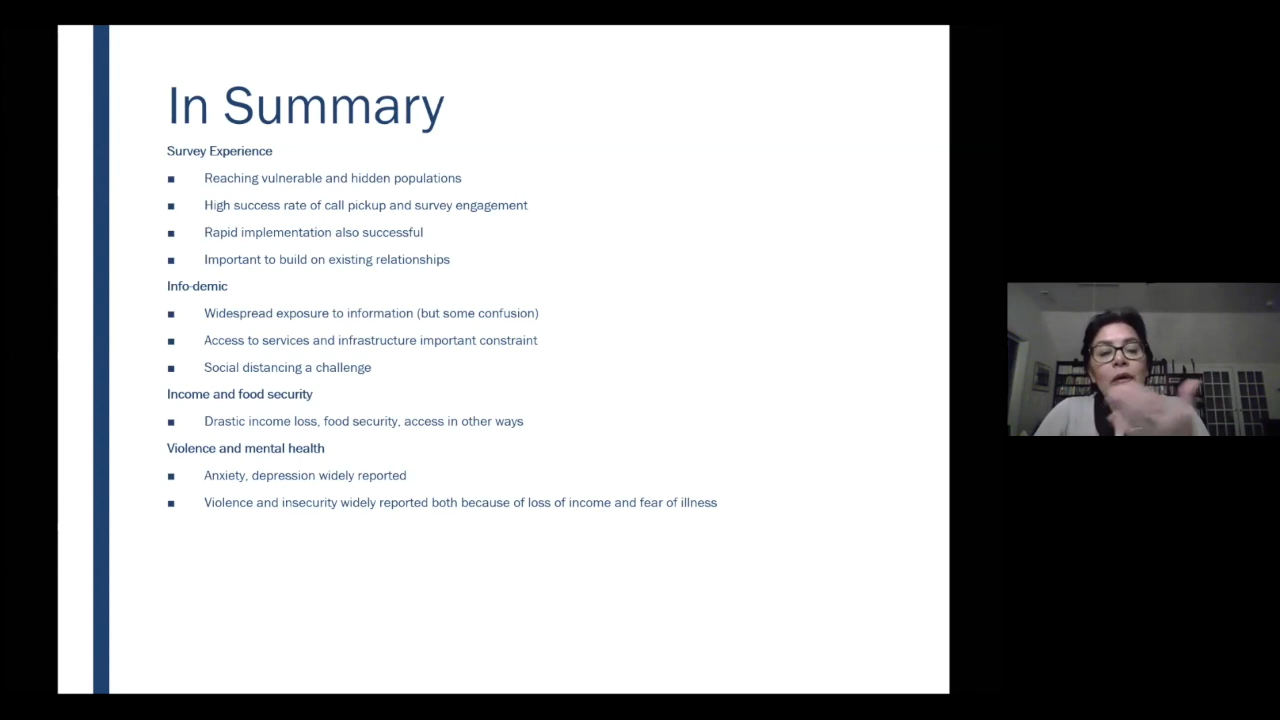 In Summary
Survey Experience
■ Reaching vulnerable and hidden populations
■ High success rate of call pickup and survey engagement
■ Rapid implementation also successful
■ Important to build on existing relationships
Info-demic
■ Widespread exposure to information (but some confusion)
■ Access to services and infrastructure important constraint
■ Social distancing a challenge
Income and food security
■ Drastic income loss, food security, access in other ways
Violence and mental health
■ Anxiety, depression widely reported
■ Violence and insecurity widely reported both because of loss of income and fear of illness